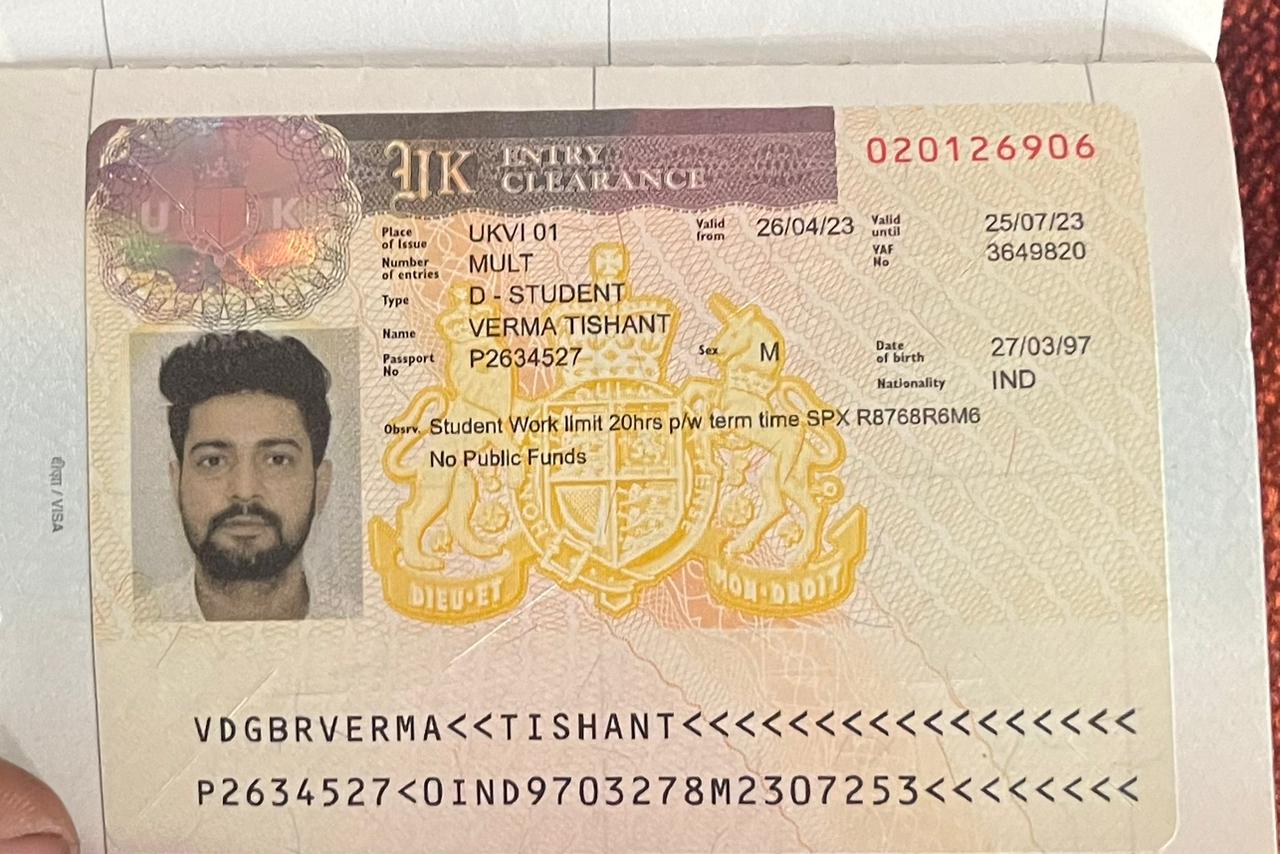 UK ENTRY CLEARANCE
020126906
U K
Place of Issue UKVI 01 Valid from 26/04/23 Valid until 25/07/23
Number of entries MULT YAF No 3649820
Type D - STUDENT
Name VERMA TISHANT
Passport No P2634527 Sex M Date of birth 27/03/97
Nationality IND
Obsrv. Student Work limit 20hrs p/w term time SPX R8768R6M6
No Public Funds
DIEU·ET MON·DROIT
VDGBRVERMA<<TISHANT<<<<<<<<<<<<<<<<<<<
P2634527<0IND9703278M2307253<<<<<<<<
वीज़ा / VISA